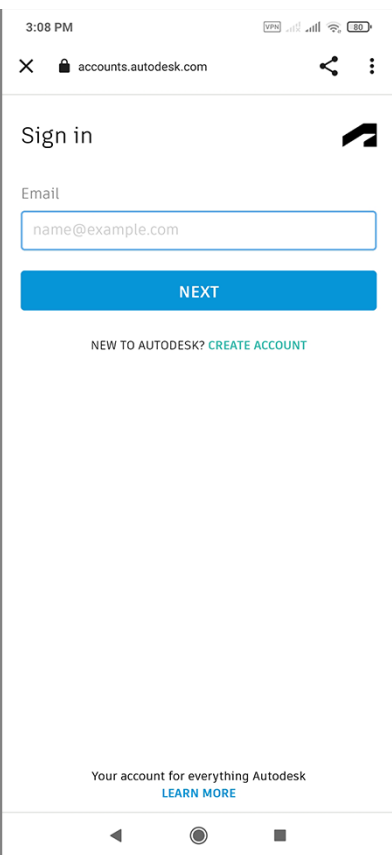 3:08 PM
VPN
80
accounts.autodesk.com
Sign in
Email
name@example.com
NEXT
NEW TO AUTODESK? CREATE ACCOUNT
Your account for everything Autodesk
LEARN MORE